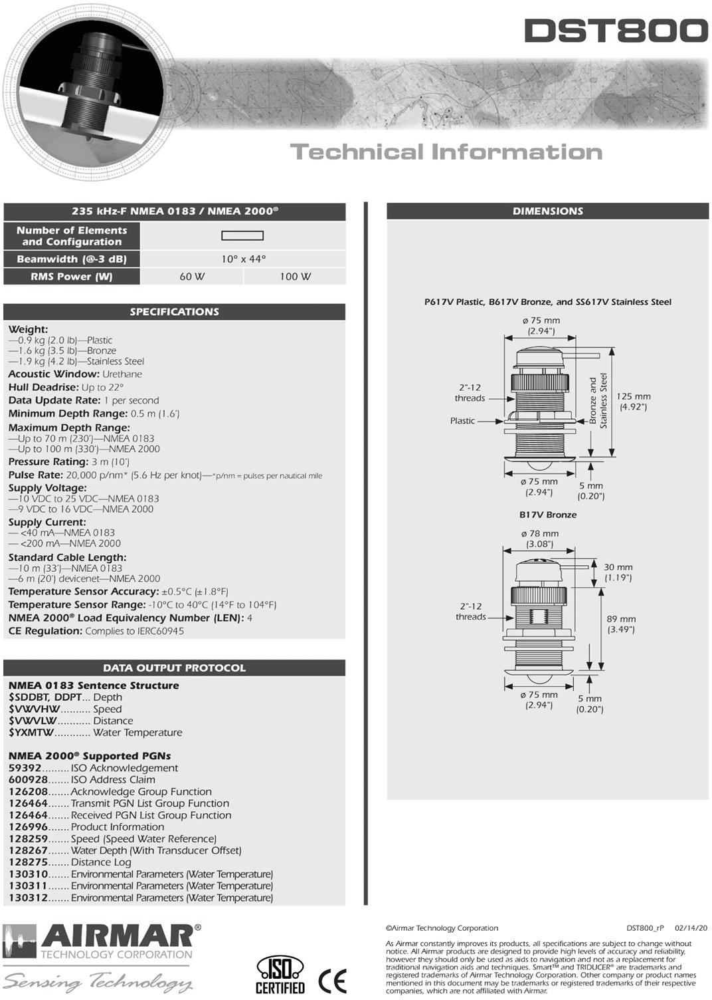 DST800
Technical Information
235 kHz-F NMEA 0183 / NMEA 2000®
Number of Elements
and Configuration
Beamwidth (@-3 dB) 10° x 44°
RMS Power (W) 60 W 100 W
SPECIFICATIONS
Weight:
—0.9 kg (2.0 lb)—Plastic
—1.6 kg (3.5 lb)—Bronze
—1.9 kg (4.2 lb)—Stainless Steel
Acoustic Window: Urethane
Hull Deadrise: Up to 22°
Data Update Rate: 1 per second
Minimum Depth Range: 0.5 m (1.6’)
Maximum Depth Range:
—Up to 70 m (230’)—NMEA 0183
—Up to 100 m (330’)—NMEA 2000
Pressure Rating: 3 m (10’)
Pulse Rate: 20,000 p/nm* (5.6 Hz per knot)—*p/nm = pulses per nautical mile
Supply Voltage:
—10 VDC to 25 VDC—NMEA 0183
—9 VDC to 16 VDC—NMEA 2000
Supply Current:
— <40 mA—NMEA 0183
— <200 mA—NMEA 2000
Standard Cable Length:
—10 m (33’)—NMEA 0183
—6 m (20’) devicenet—NMEA 2000
Temperature Sensor Accuracy: ±0.5°C (±1.8°F)
Temperature Sensor Range: -10°C to 40°C (14°F to 104°F)
NMEA 2000® Load Equivalency Number (LEN): 4
CE Regulation: Complies to IERC60945
DATA OUTPUT PROTOCOL
NMEA 0183 Sentence Structure
$SDDBT, DDPT... Depth
$VWVHW.......... Speed
$VWVLW........... Distance
$YXMTW............ Water Temperature
NMEA 2000® Supported PGNs
59392......... ISO Acknowledgement
600928....... ISO Address Claim
126208....... Acknowledge Group Function
126464....... Transmit PGN List Group Function
126464....... Received PGN List Group Function
126996....... Product Information
128259....... Speed (Speed Water Reference)
128267....... Water Depth (With Transducer Offset)
128275....... Distance Log
130310....... Environmental Parameters (Water Temperature)
130311....... Environmental Parameters (Water Temperature)
130312....... Environmental Parameters (Water Temperature)
DIMENSIONS
P617V Plastic, B617V Bronze, and SS617V Stainless Steel
ø 75 mm
(2.94")
2"-12
threads
Plastic
Bronze and
Stainless Steel
125 mm
(4.92")
ø 75 mm
(2.94")
5 mm
(0.20")
B17V Bronze
ø 78 mm
(3.08")
30 mm
(1.19")
2"-12
threads
89 mm
(3.49")
ø 75 mm
(2.94")
5 mm
(0.20")
AIRMAR®
TECHNOLOGY CORPORATION
Sensing Technology
ISO
CERTIFIED
CE
©Airmar Technology Corporation DST800_rP 02/14/20
As Airmar constantly improves its products, all specifications are subject to change without
notice. All Airmar products are designed to provide high levels of accuracy and reliability,
however they should only be used as aids to navigation and not as a replacement for
traditional navigation aids and techniques. Smart™ and TRIDUCER® are trademarks and
registered trademarks of Airmar Technology Corporation. Other company or product names
mentioned in this document may be trademarks or registered trademarks of their respective
companies, which are not affiliated with Airmar.